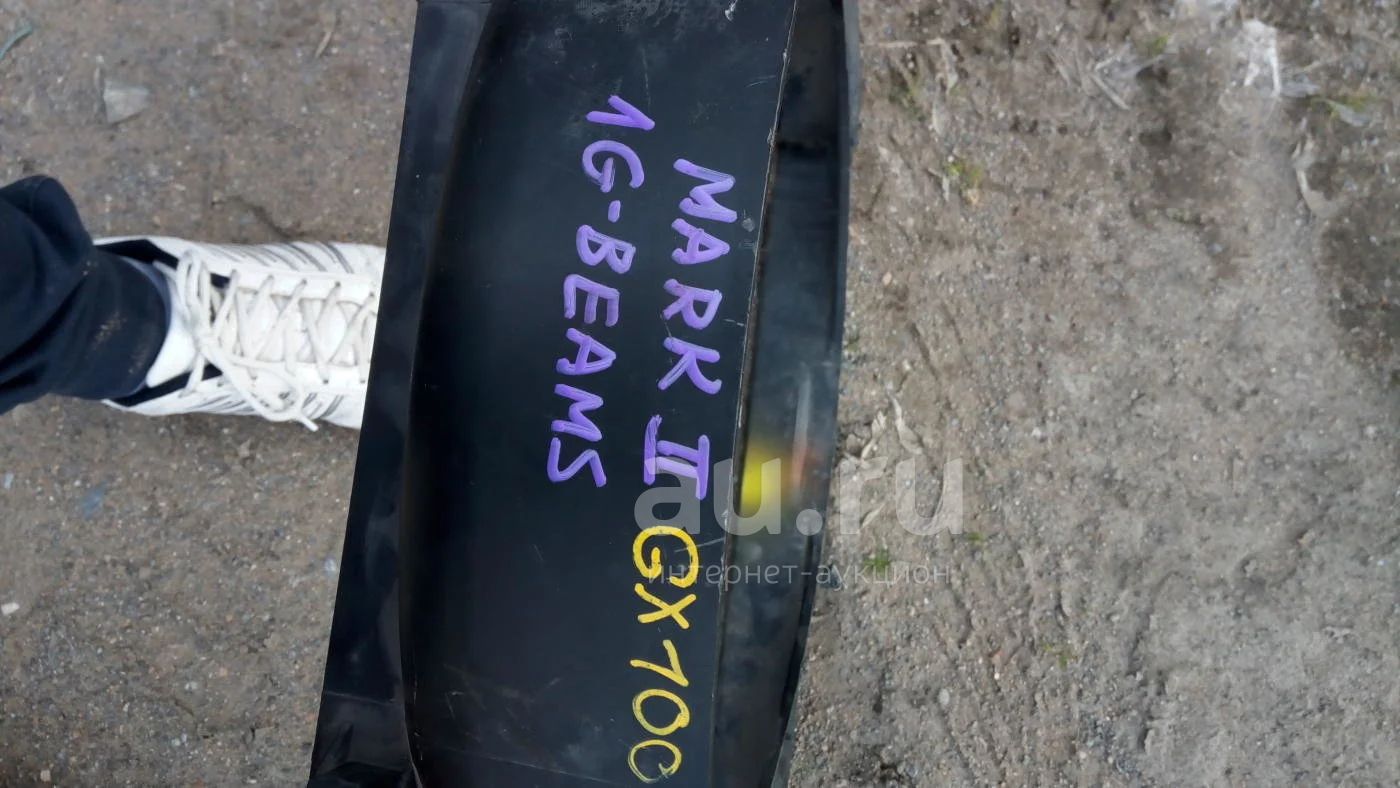 MARK II GX100
1G-BEAMS
au.ru
интернет-аукцион